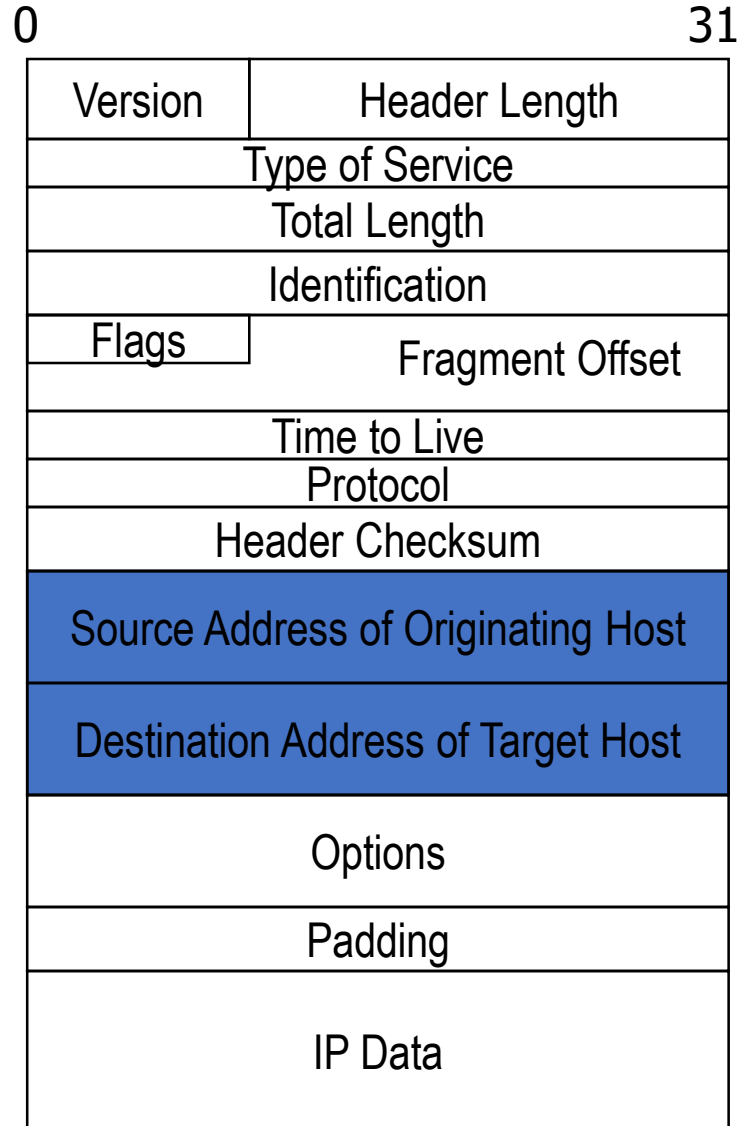 0 31
Version Header Length
Type of Service
Total Length
Identification
Flags
Fragment Offset
Time to Live
Protocol
Header Checksum
Source Address of Originating Host
Destination Address of Target Host
Options
Padding
IP Data